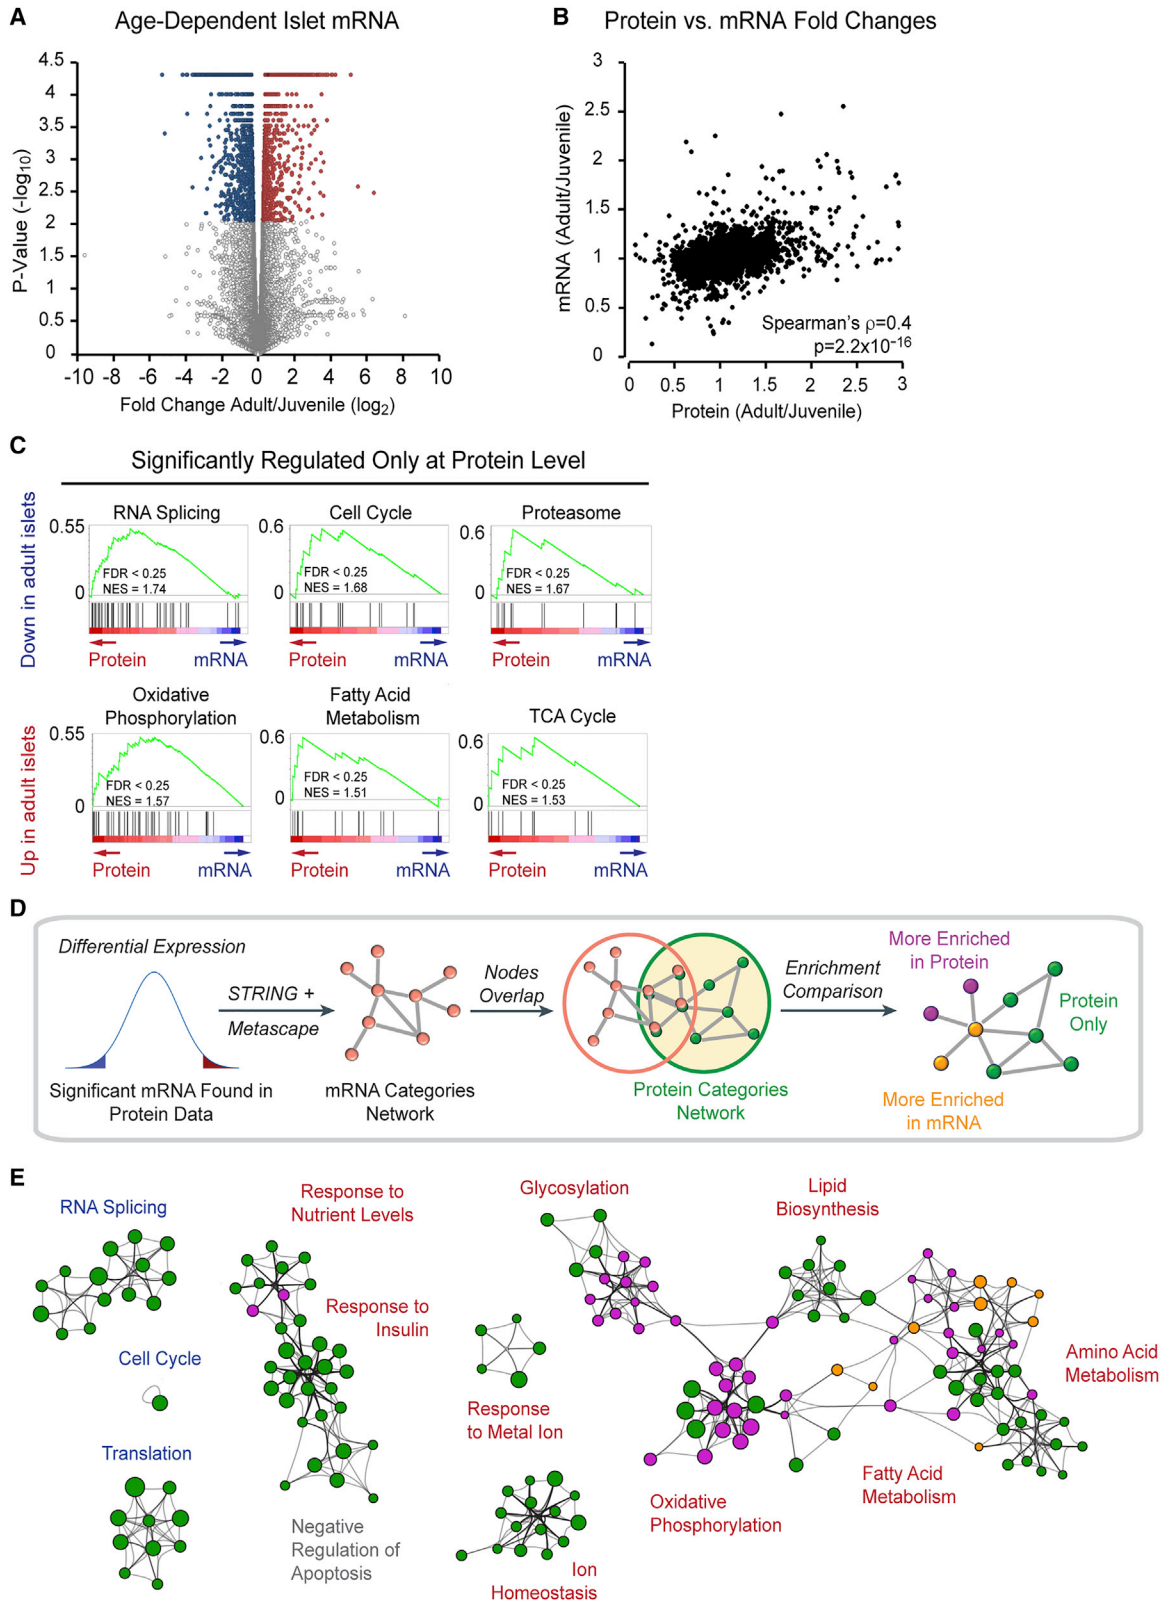 A
Age-Dependent Islet mRNA
4.5
4
3.5
3
2.5
2
1.5
1
0.5
0
P-Value (-log10)
-10 -8 -6 -4 -2 0 2 4 6 8 10
Fold Change Adult/Juvenile (log2)
B
Protein vs. mRNA Fold Changes
3
2.5
2
1.5
1
0.5
0
mRNA (Adult/Juvenile)
Spearman's ρ=0.4
p=2.2x10−16
0 0.5 1 1.5 2 2.5 3
Protein (Adult/Juvenile)
C
Significantly Regulated Only at Protein Level
Down in adult islets
RNA Splicing
0.55
FDR < 0.25
NES = 1.74
0
Protein mRNA
Cell Cycle
0.6
FDR < 0.25
NES = 1.68
0
Protein mRNA
Proteasome
0.6
FDR < 0.25
NES = 1.67
0
Protein mRNA
Up in adult islets
Oxidative
Phosphorylation
0.55
FDR < 0.25
NES = 1.57
0
Protein mRNA
Fatty Acid
Metabolism
0.6
FDR < 0.25
NES = 1.51
0
Protein mRNA
TCA Cycle
0.6
FDR < 0.25
NES = 1.53
0
Protein mRNA
D
Differential Expression
Significant mRNA Found in
Protein Data
STRING +
Metascape
mRNA Categories
Network
Nodes
Overlap
Protein Categories
Network
Enrichment
Comparison
More Enriched
in Protein
Protein
Only
More Enriched
in mRNA
E
RNA Splicing
Cell Cycle
Translation
Response to
Nutrient Levels
Response to
Insulin
Negative
Regulation of
Apoptosis
Glycosylation
Response
to Metal Ion
Ion
Homeostasis
Lipid
Biosynthesis
Oxidative
Phosphorylation
Fatty Acid
Metabolism
Amino Acid
Metabolism